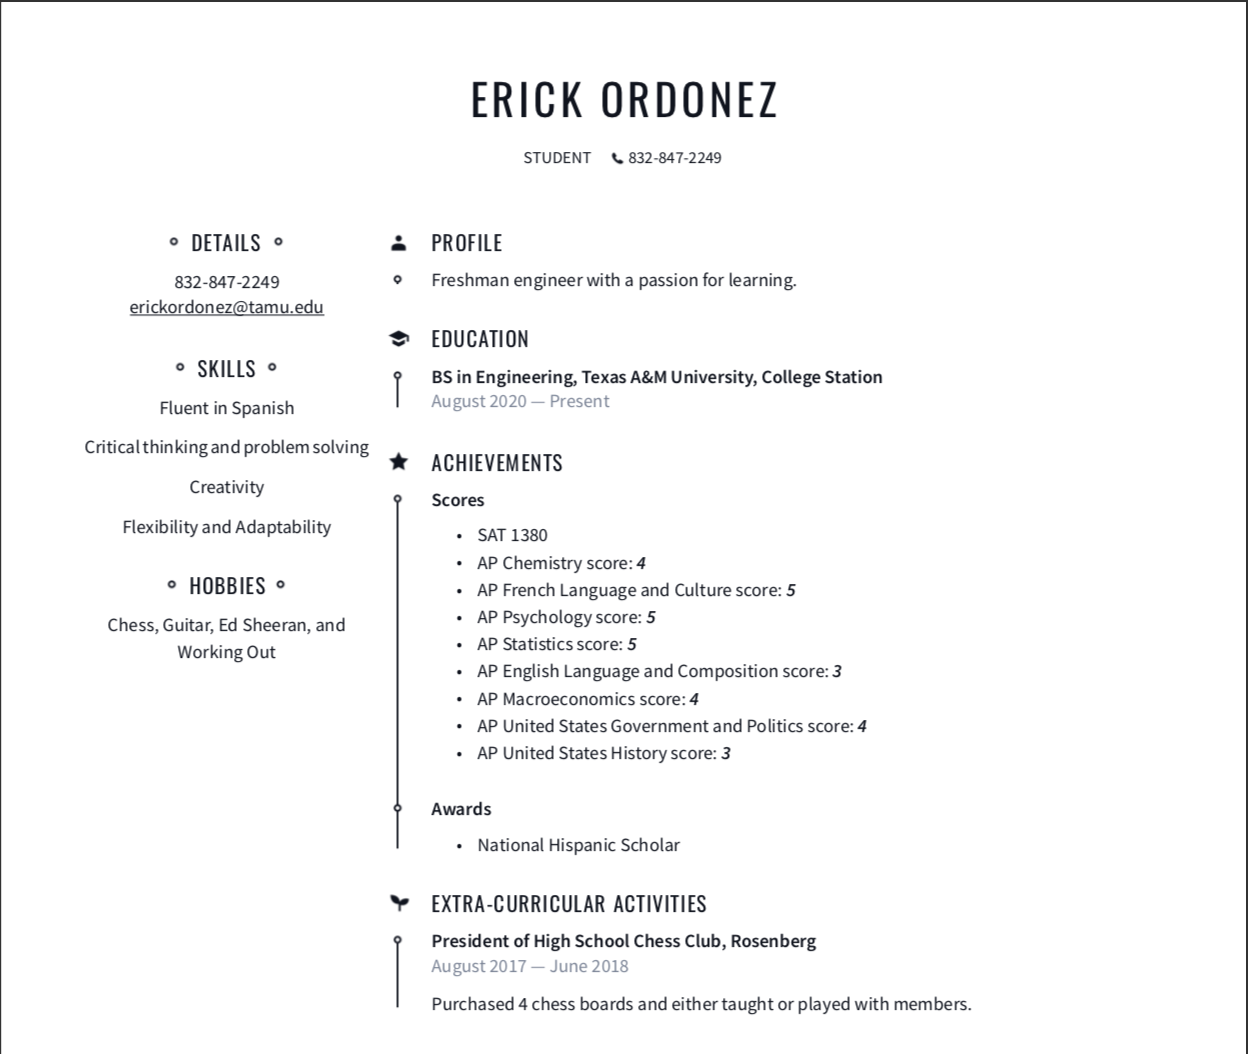 ERICK ORDONEZ
STUDENT 832-847-2249
DETAILS
832-847-2249
erickordonez@tamu.edu
SKILLS
Fluent in Spanish
Critical thinking and problem solving
Creativity
Flexibility and Adaptability
HOBBIES
Chess, Guitar, Ed Sheeran, and
Working Out
PROFILE
Freshman engineer with a passion for learning.
EDUCATION
BS in Engineering, Texas A&M University, College Station
August 2020 — Present
ACHIEVEMENTS
Scores
• SAT 1380
• AP Chemistry score: 4
• AP French Language and Culture score: 5
• AP Psychology score: 5
• AP Statistics score: 5
• AP English Language and Composition score: 3
• AP Macroeconomics score: 4
• AP United States Government and Politics score: 4
• AP United States History score: 3
Awards
• National Hispanic Scholar
EXTRA-CURRICULAR ACTIVITIES
President of High School Chess Club, Rosenberg
August 2017 — June 2018
Purchased 4 chess boards and either taught or played with members.